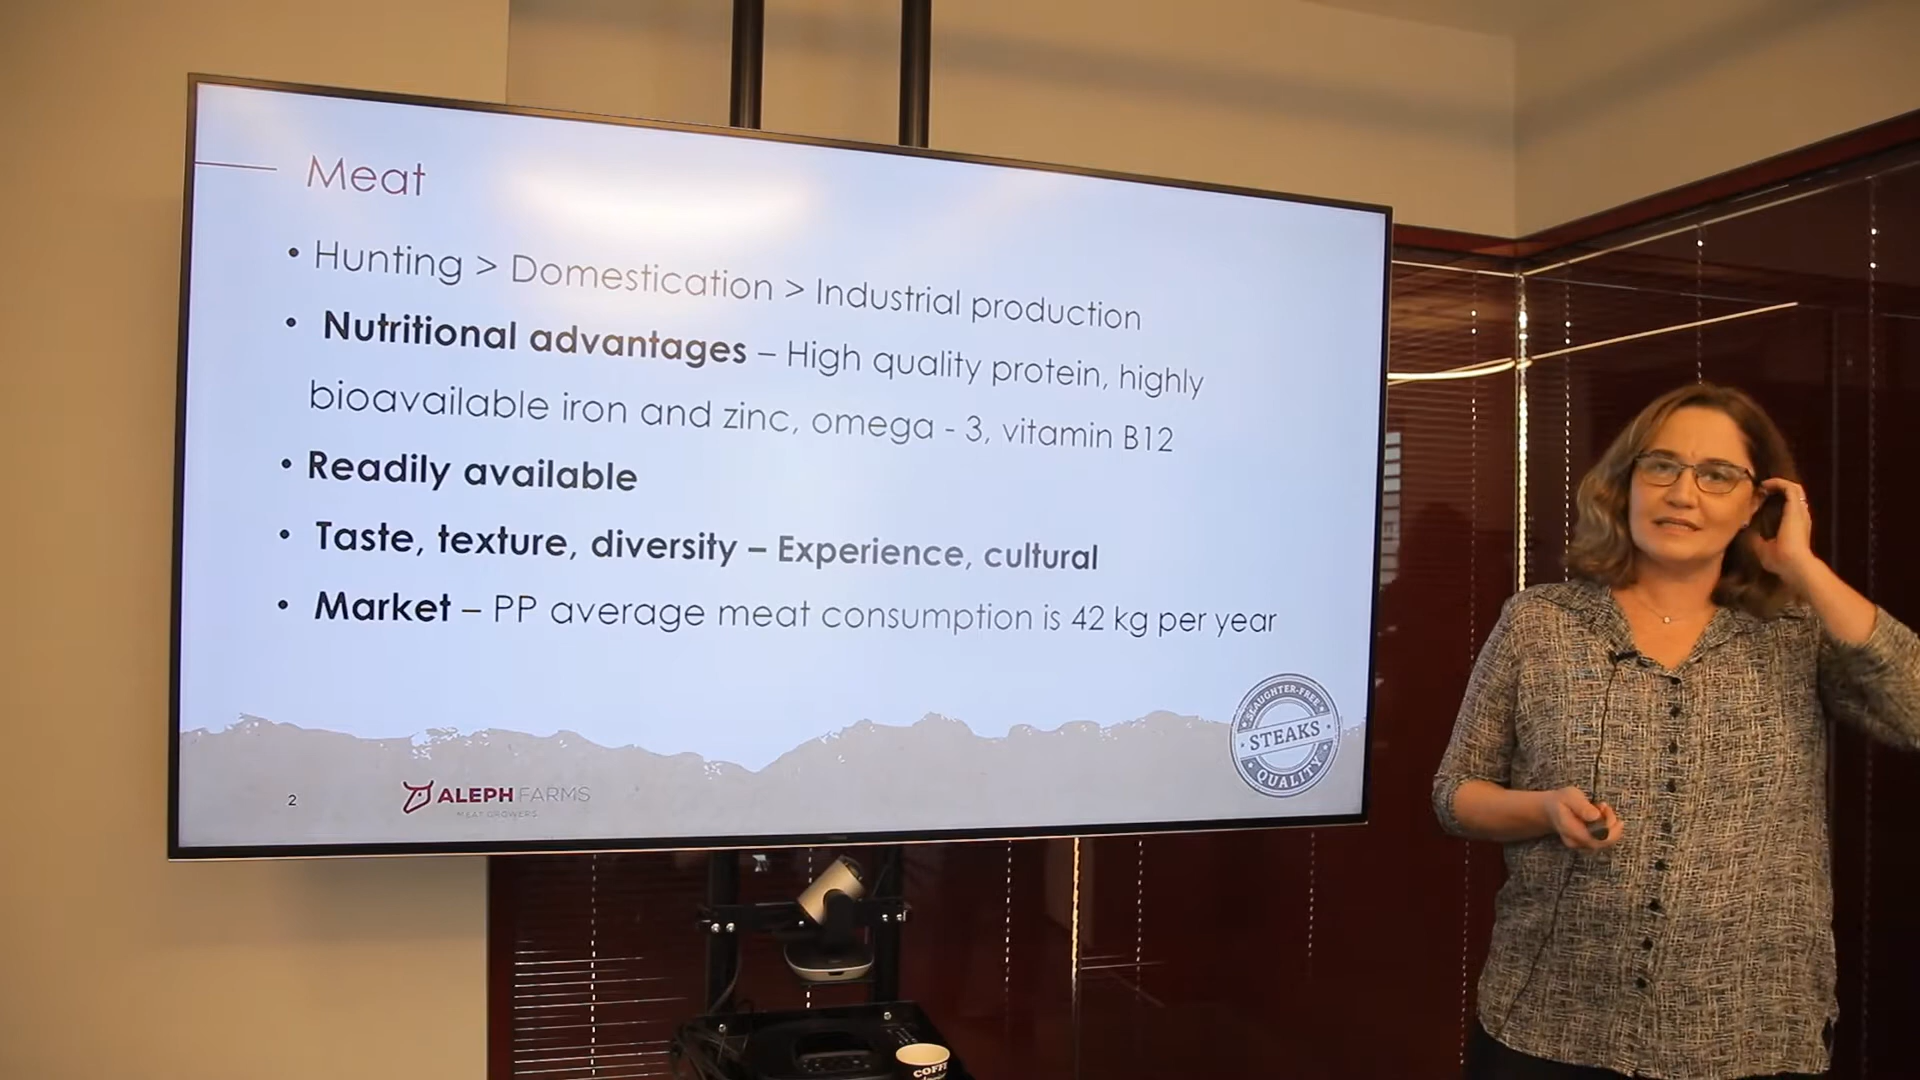 Meat
• Hunting > Domestication > Industrial production
• Nutritional advantages – High quality protein, highly
bioavailable iron and zinc, omega - 3, vitamin B12
• Readily available
• Taste, texture, diversity – Experience, cultural
• Market – PP average meat consumption is 42 kg per year
SLAUGHTER-FREE
STEAKS
QUALITY
2
ALEPH FARMS
MEAT GROWERS
COFFEE